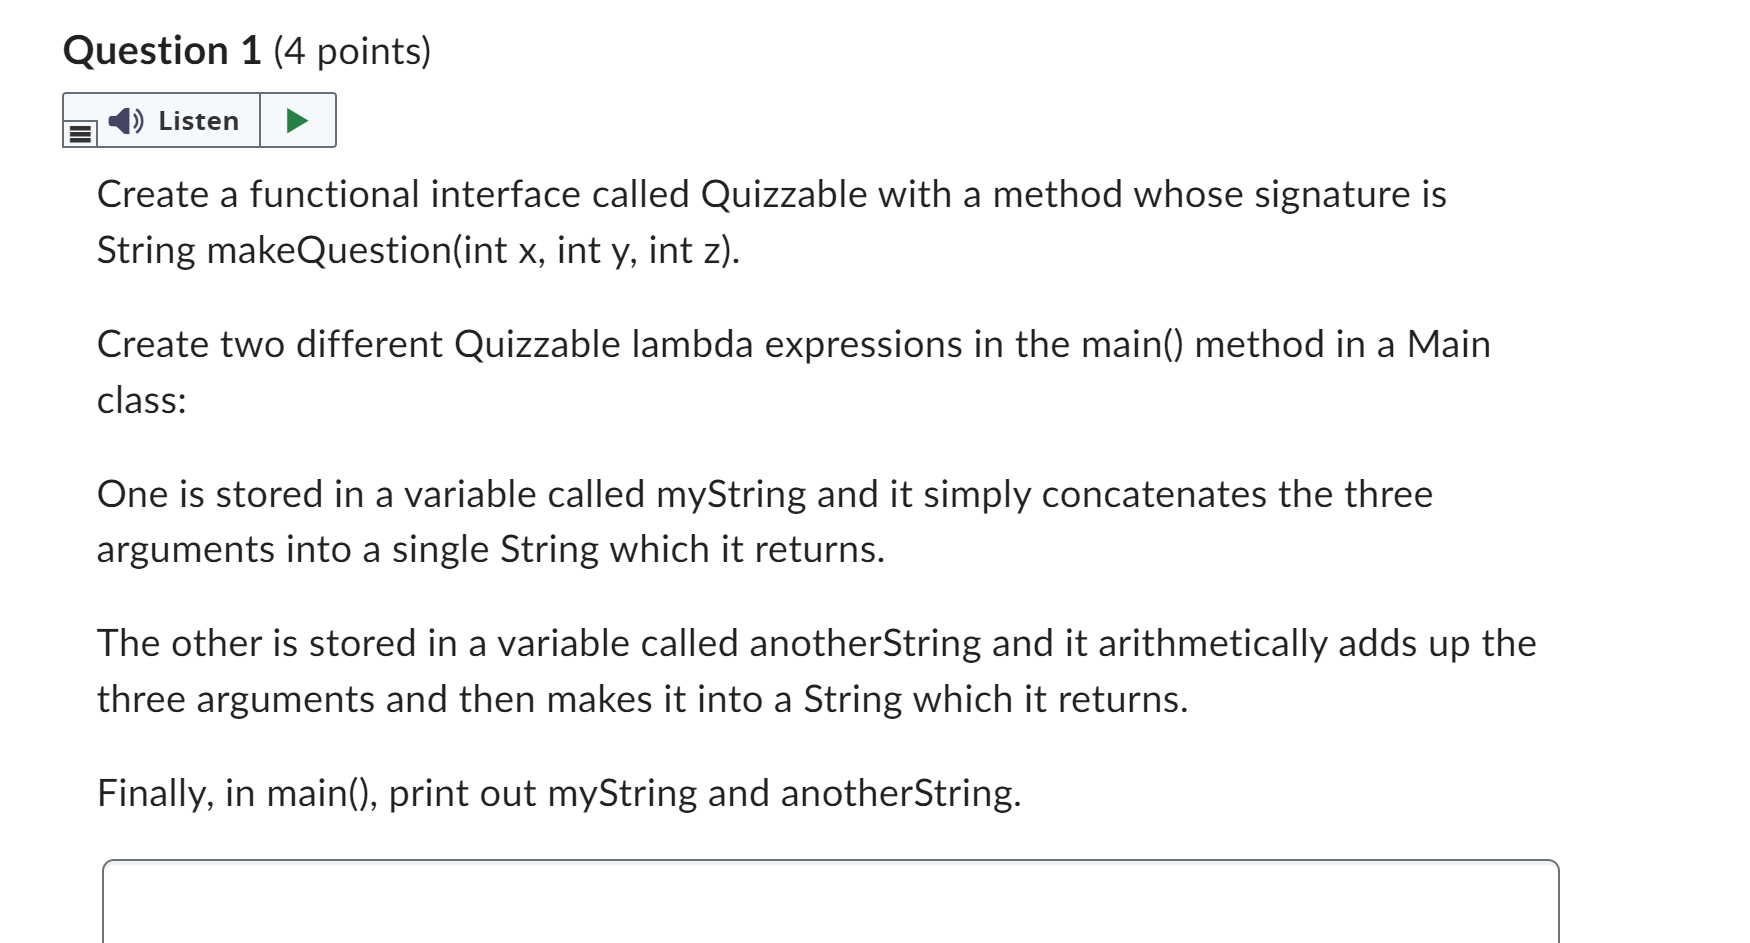 Question 1 (4 points)
Listen
Create a functional interface called Quizzable with a method whose signature is
String makeQuestion(int x, int y, int z).
Create two different Quizzable lambda expressions in the main() method in a Main
class:
One is stored in a variable called myString and it simply concatenates the three
arguments into a single String which it returns.
The other is stored in a variable called anotherString and it arithmetically adds up the
three arguments and then makes it into a String which it returns.
Finally, in main(), print out myString and anotherString.